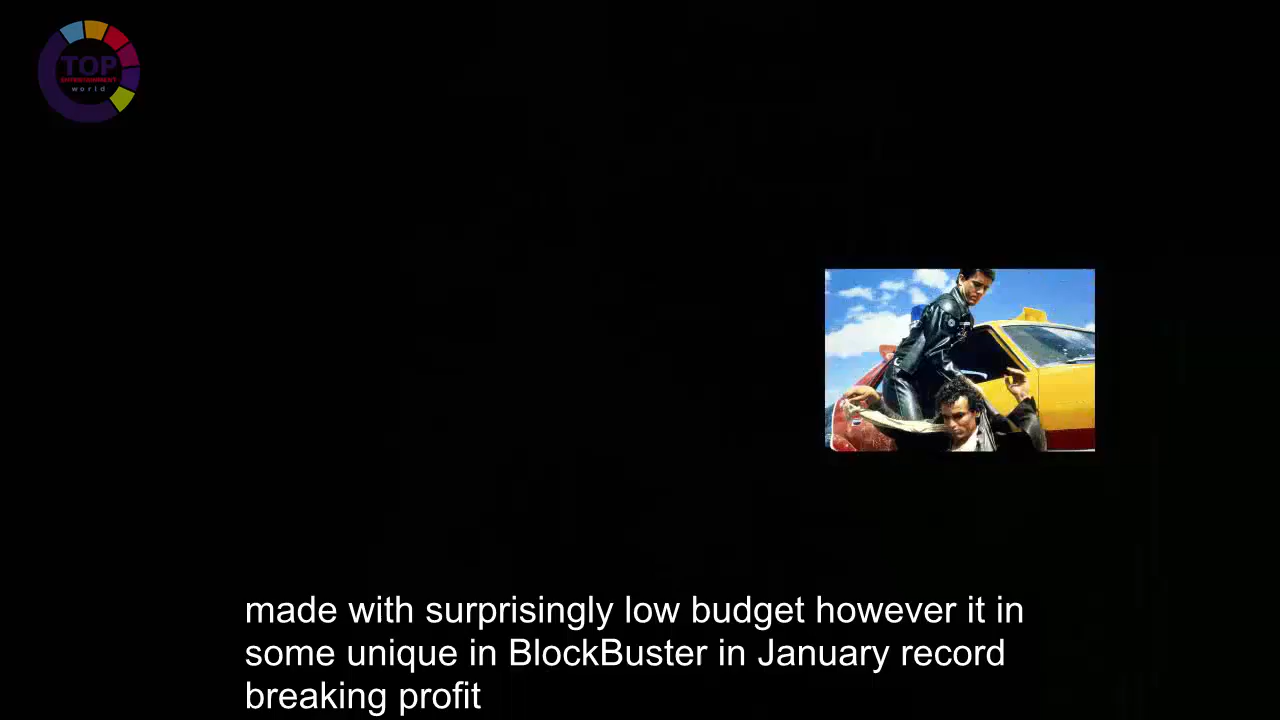 TOP
ENTERTAINMENT
world
made with surprisingly low budget however it in
some unique in BlockBuster in January record
breaking profit